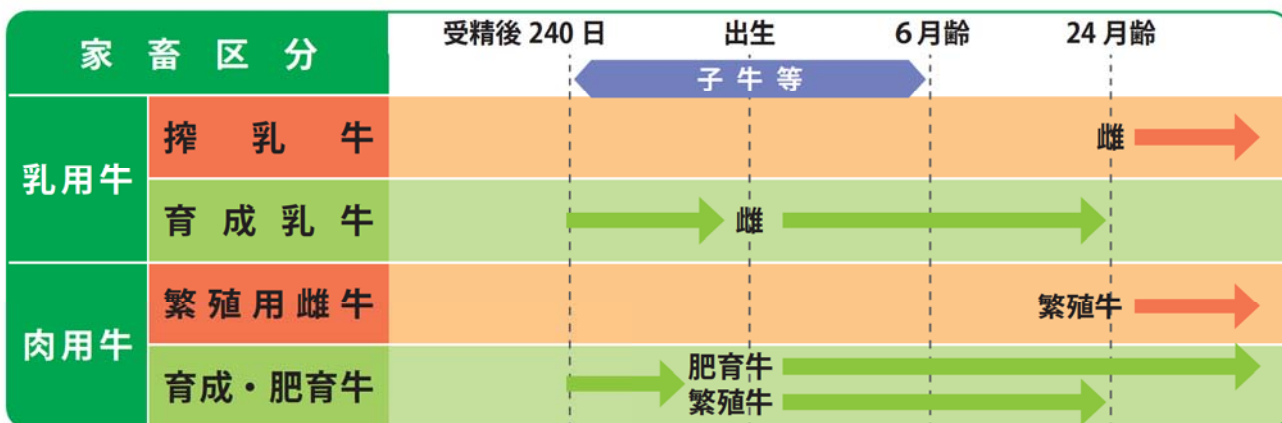 家畜区分
受精後 240 日
出生
６月齢
24 月齢
子牛等
乳用牛
搾乳牛
雌
育成乳牛
雌
肉用牛
繁殖用雌牛
繁殖牛
育成・肥育牛
肥育牛
繁殖牛